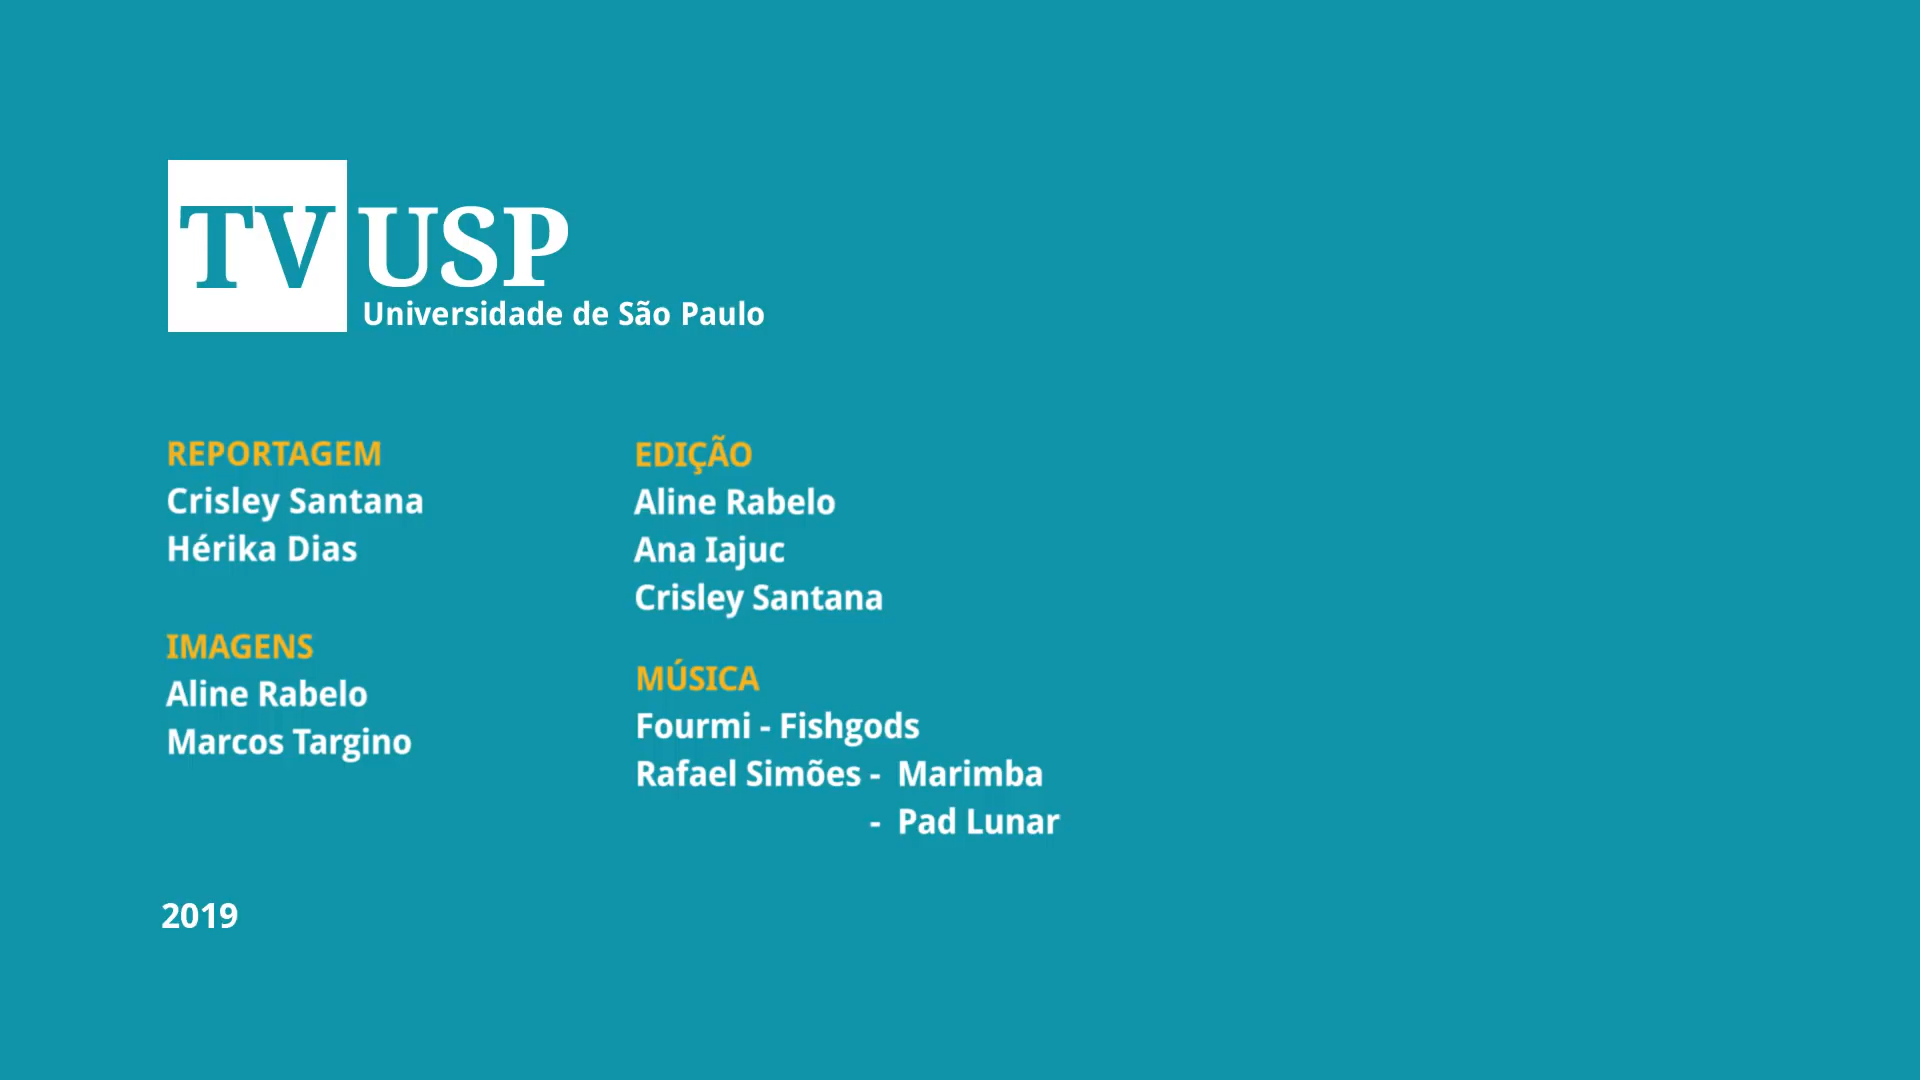 TV USP
Universidade de São Paulo
REPORTAGEM
Crisley Santana
Hérika Dias
IMAGENS
Aline Rabelo
Marcos Targino
EDIÇÃO
Aline Rabelo
Ana Iajuc
Crisley Santana
MÚSICA
Fourmi - Fishgods
Rafael Simões - Marimba
- Pad Lunar
2019